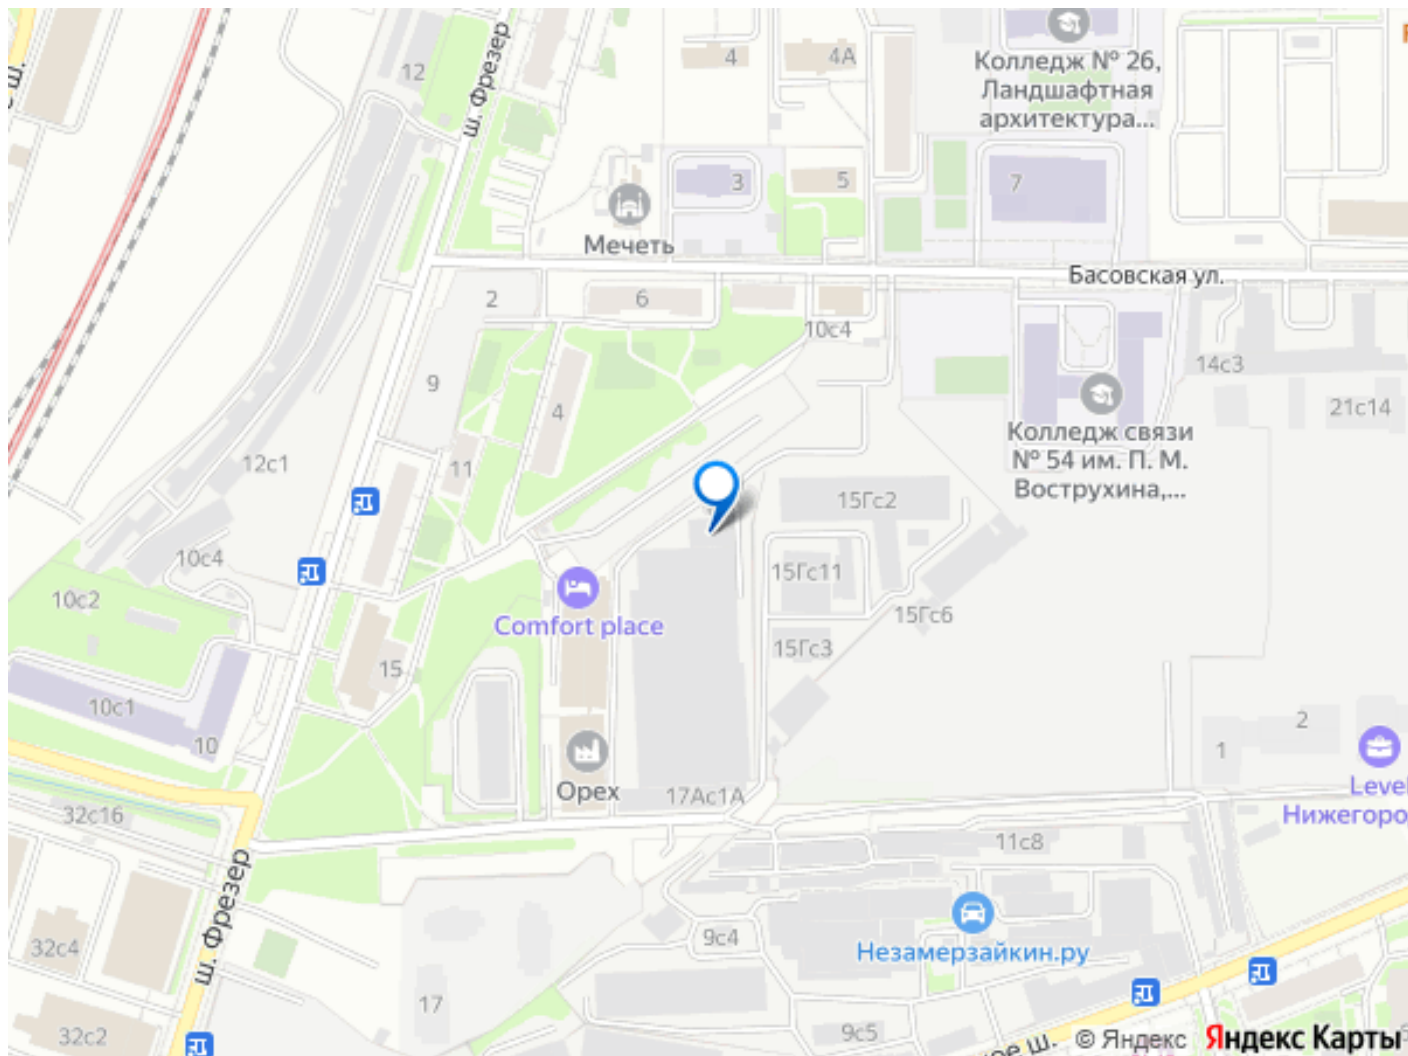 12
ш. Фрезер
4
4А
Колледж № 26,
Ландшафтная
архитектура...
3
5
7
Мечеть
Басовская ул.
2
6
10с4
14с3
9
4
21с14
Колледж связи
№ 54 им. П. М.
Вострухина,...
12с1
11
15Гс2
10с4
15Гс11
10с2
Comfort place
15Гс6
15Гс3
15
10с1
10
2
1
Орех
17Ас1А
Level
Нижегоро
32с16
11с8
ш. Фрезер
32с4
9с4
Незамерзайкин.ру
17
32с2
9с5
ое ш.
© Яндекс
Яндекс Карты